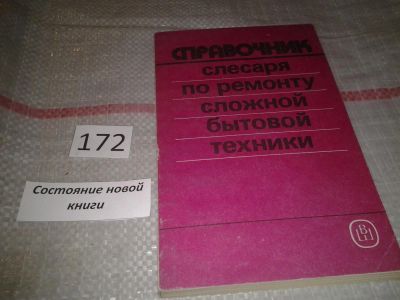 СПРАВОЧНИК
слесаря
по ремонту
сложной
бытовой
техники
172
Состояние новой
книги